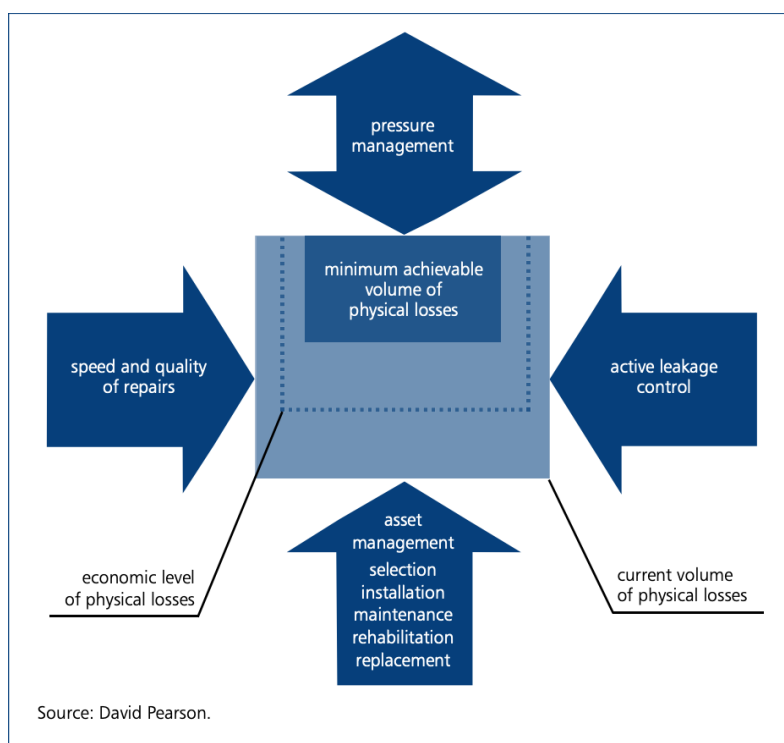 pressure
management
minimum achievable
volume of
physical losses
speed and quality
of repairs
active leakage
control
asset
management
selection
installation
maintenance
rehabilitation
replacement
economic level
of physical losses
current volume
of physical losses
Source: David Pearson.